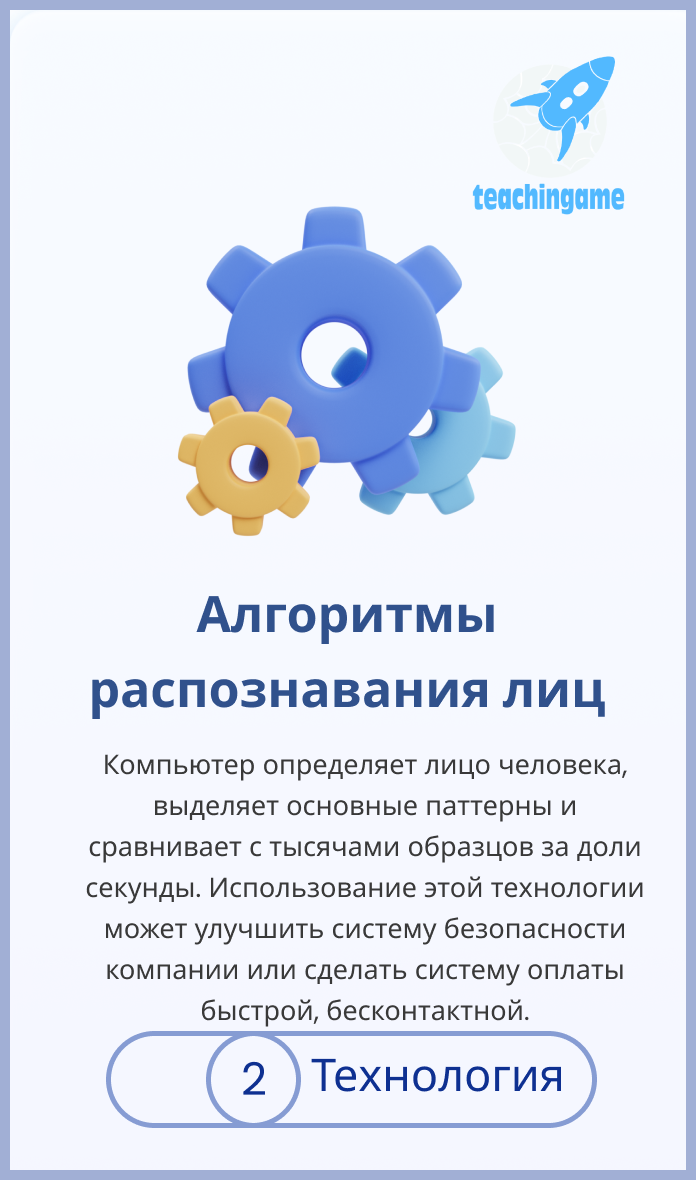 teachingame
Алгоритмы
распознавания лиц
Компьютер определяет лицо человека,
выделяет основные паттерны и
сравнивает с тысячами образцов за доли
секунды. Использование этой технологии
может улучшить систему безопасности
компании или сделать систему оплаты
быстрой, бесконтактной.
2 Технология